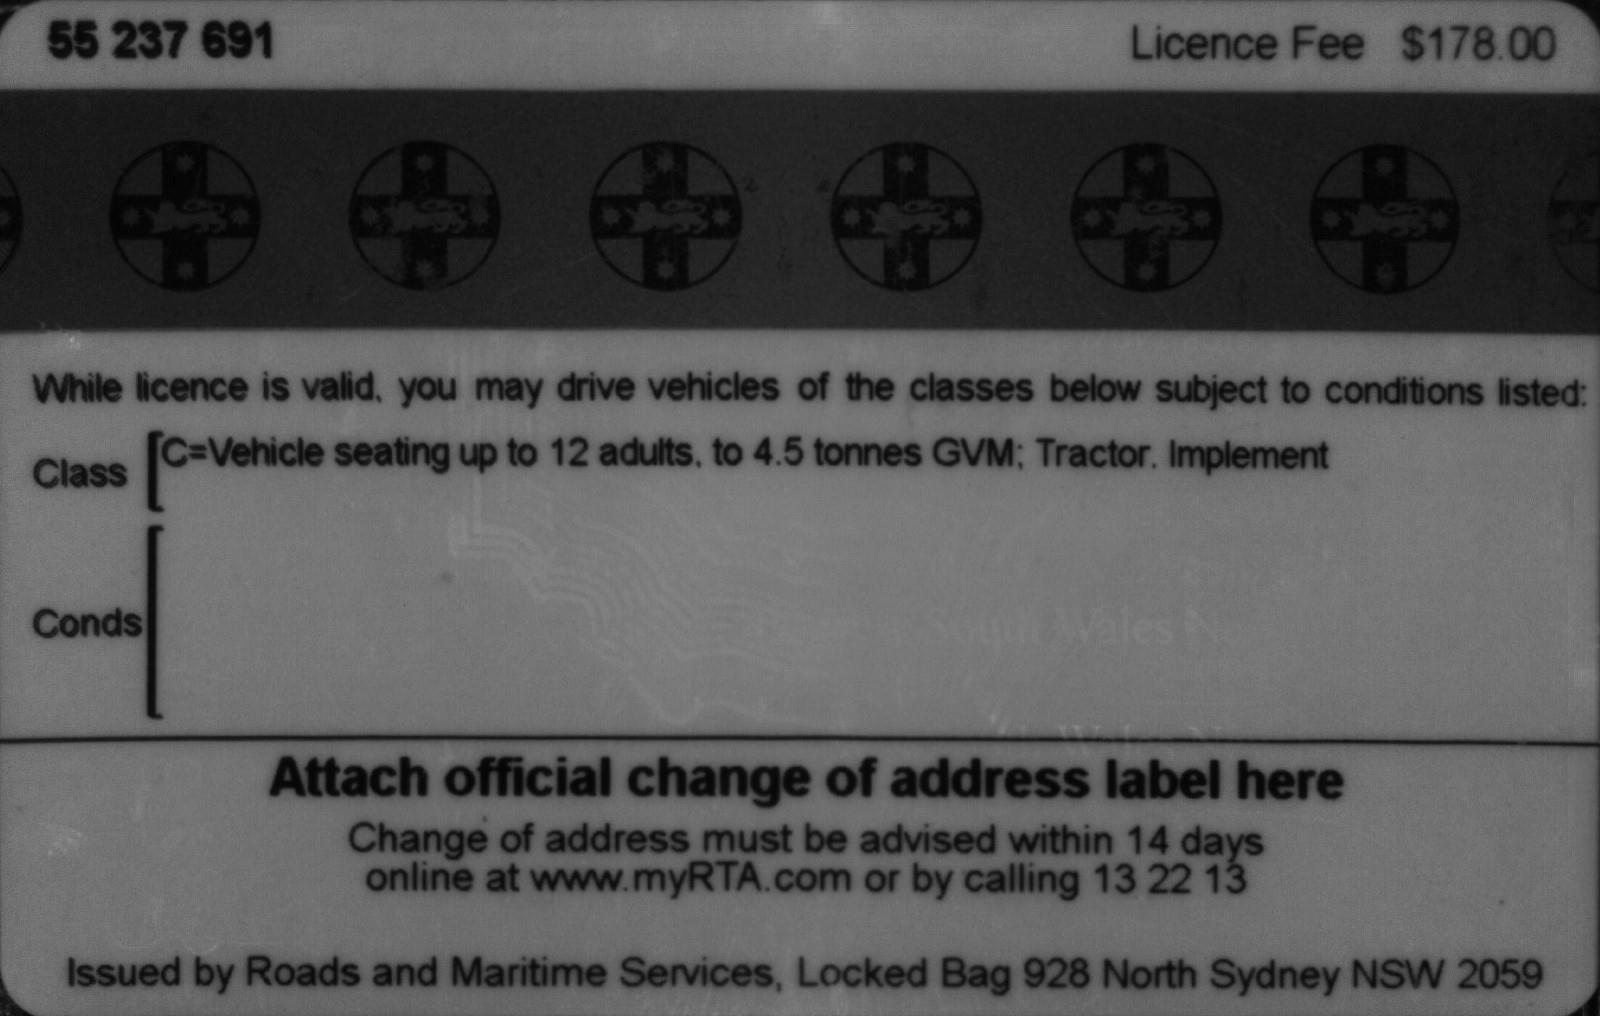 55 237 691
Licence Fee $178.00
While licence is valid, you may drive vehicles of the classes below subject to conditions listed:
Class C=Vehicle seating up to 12 adults, to 4.5 tonnes GVM; Tractor. Implement
Conds
South Wales
Wales
Attach official change of address label here
Change of address must be advised within 14 days
online at www.myRTA.com or by calling 13 22 13
Issued by Roads and Maritime Services, Locked Bag 928 North Sydney NSW 2059